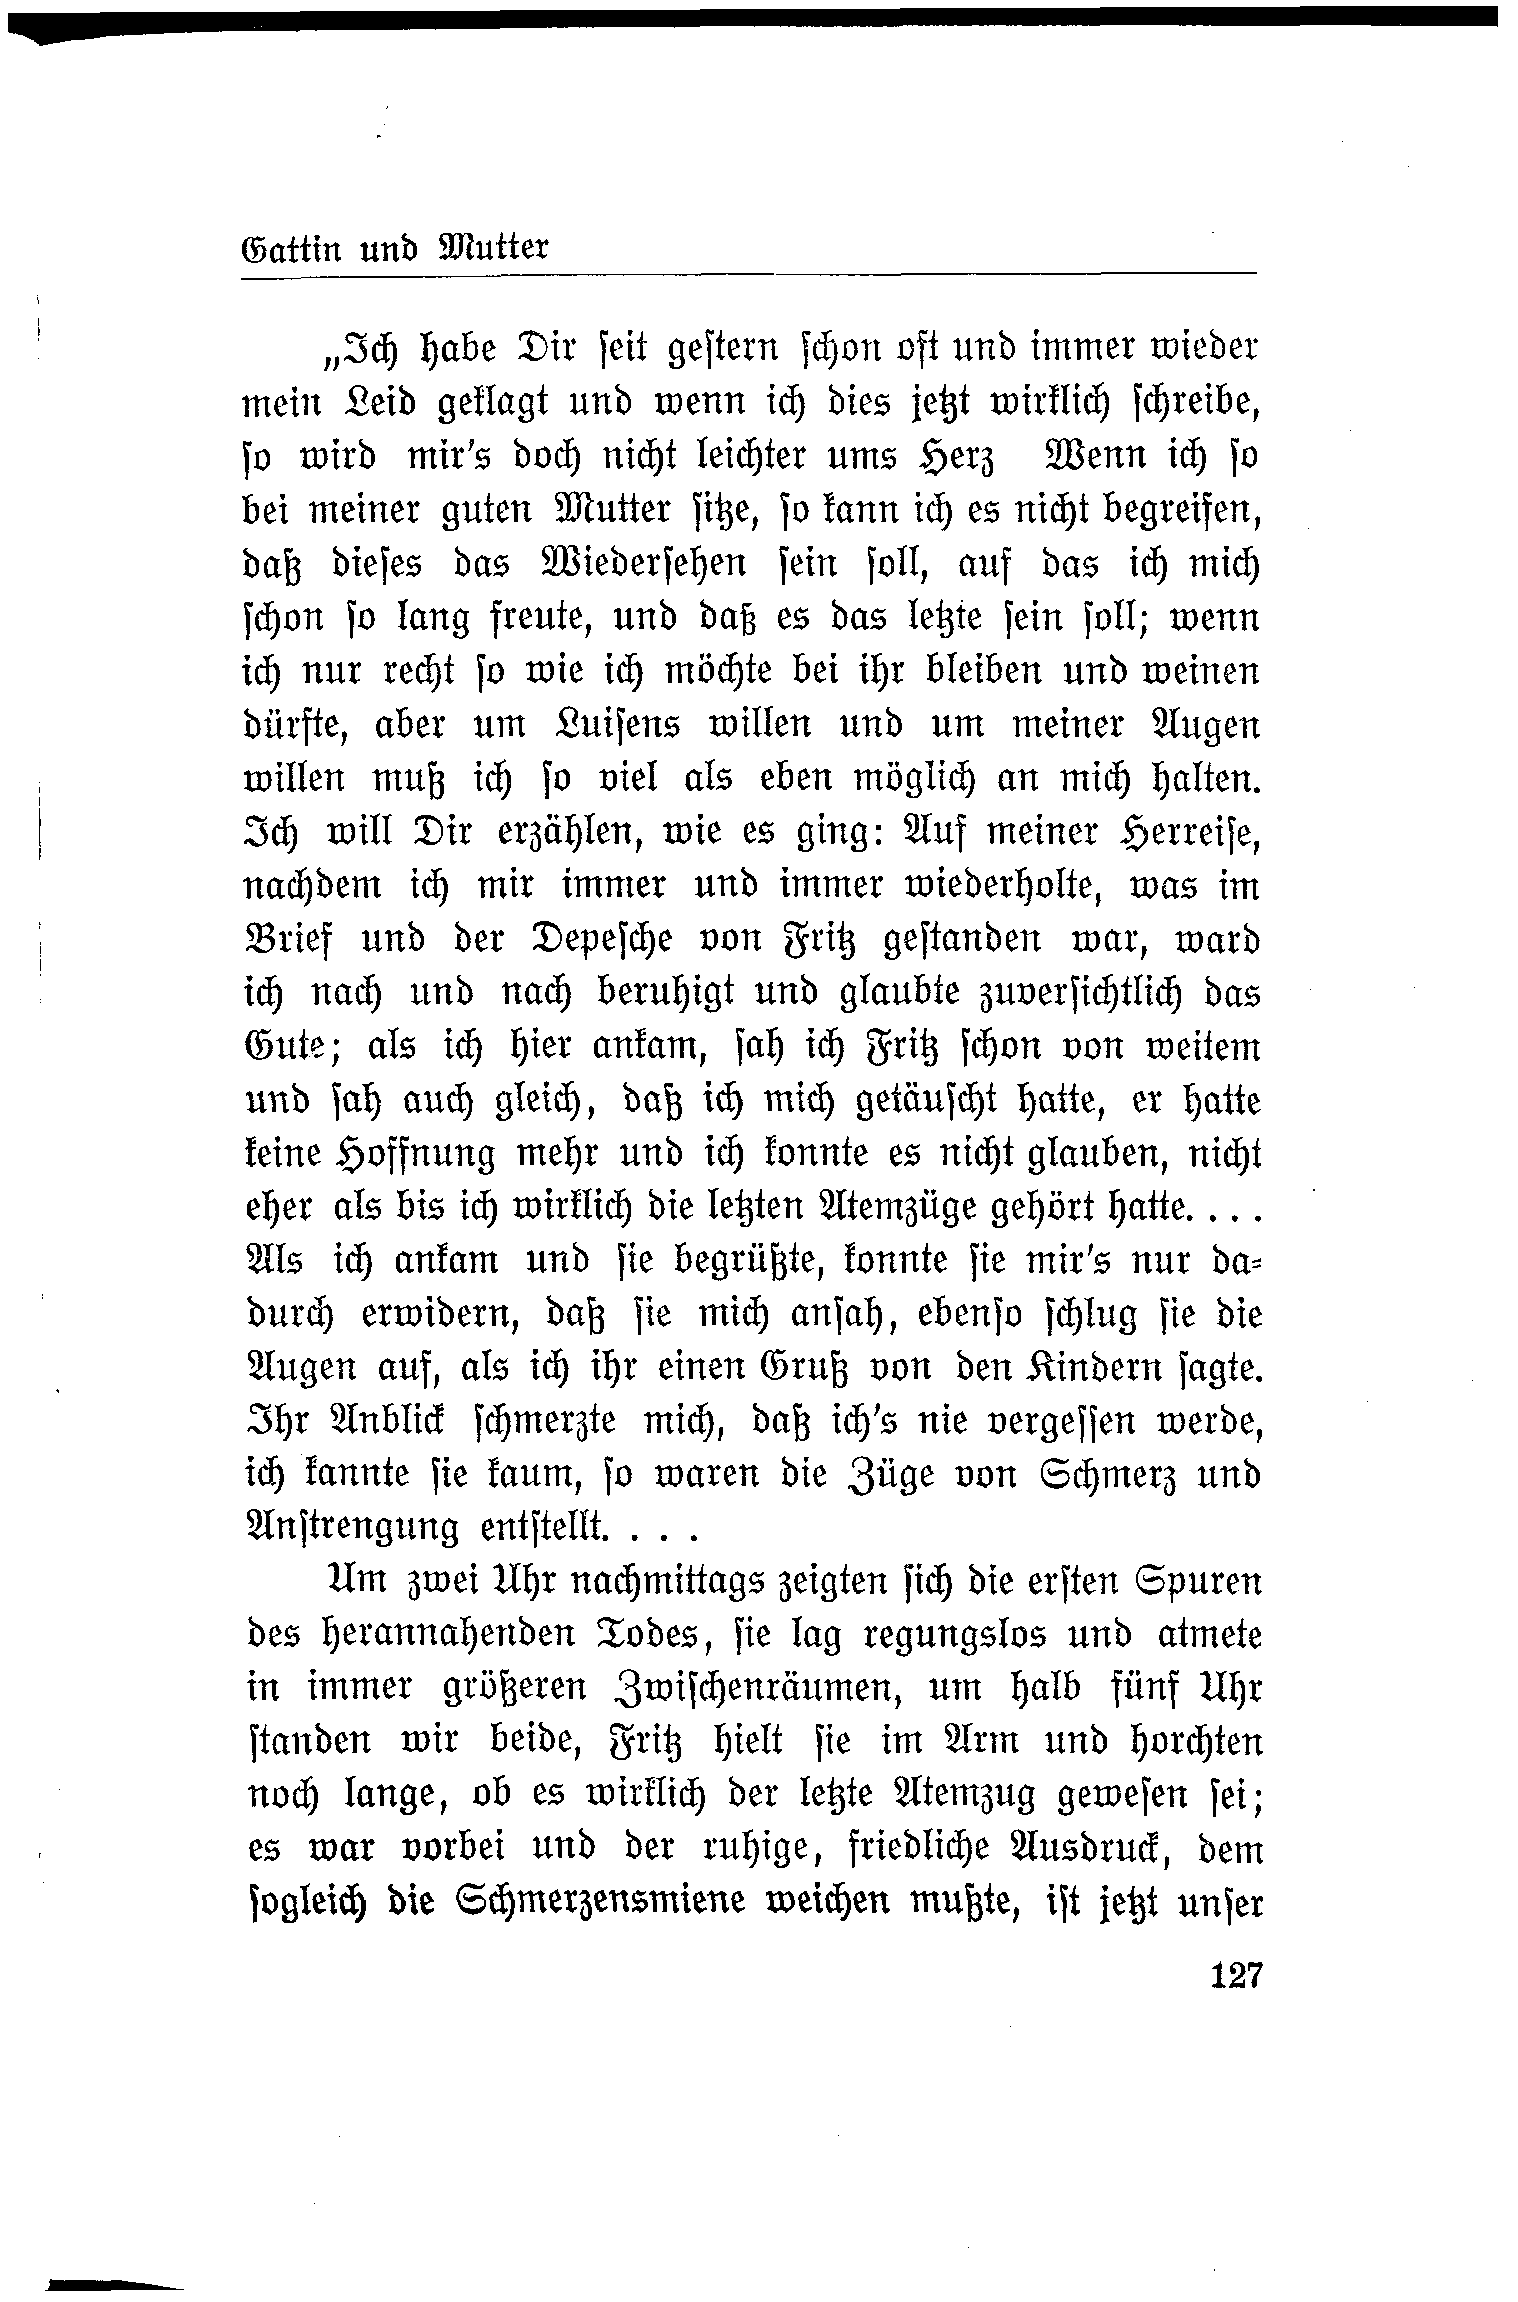 Gattin und Mutter
„Ich habe Dir seit gestern schon oft und immer wieder
mein Leid geklagt und wenn ich dies jetzt wirklich schreibe,
so wird mir's doch nicht leichter ums Herz Wenn ich so
bei meiner guten Mutter sitze, so kann ich es nicht begreifen,
daß dieses das Wiedersehen sein soll, auf das ich mich
schon so lang freute, und daß es das letzte sein soll; wenn
ich nur recht so wie ich möchte bei ihr bleiben und weinen
dürfte, aber um Luisens willen und um meiner Augen
willen muß ich so viel als eben möglich an mich halten.
Ich will Dir erzählen, wie es ging: Auf meiner Herreise,
nachdem ich mir immer und immer wiederholte, was im
Brief und der Depesche von Fritz gestanden war, ward
ich nach und nach beruhigt und glaubte zuversichtlich das
Gute; als ich hier ankam, sah ich Fritz schon von weitem
und sah auch gleich, daß ich mich getäuscht hatte, er hatte
keine Hoffnung mehr und ich konnte es nicht glauben, nicht
eher als bis ich wirklich die letzten Atemzüge gehört hatte. . . .
Als ich ankam und sie begrüßte, konnte sie mir's nur da-
durch erwidern, daß sie mich ansah, ebenso schlug sie die
Augen auf, als ich ihr einen Gruß von den Kindern sagte.
Ihr Anblick schmerzte mich, daß ich's nie vergessen werde,
ich kannte sie kaum, so waren die Züge von Schmerz und
Anstrengung entstellt. . . .
Um zwei Uhr nachmittags zeigten sich die ersten Spuren
des herannahenden Todes, sie lag regungslos und atmete
in immer größeren Zwischenräumen, um halb fünf Uhr
standen wir beide, Fritz hielt sie im Arm und horchten
noch lange, ob es wirklich der letzte Atemzug gewesen sei;
es war vorbei und der ruhige, friedliche Ausdruck, dem
sogleich die Schmerzensmiene weichen mußte, ist jetzt unser
127